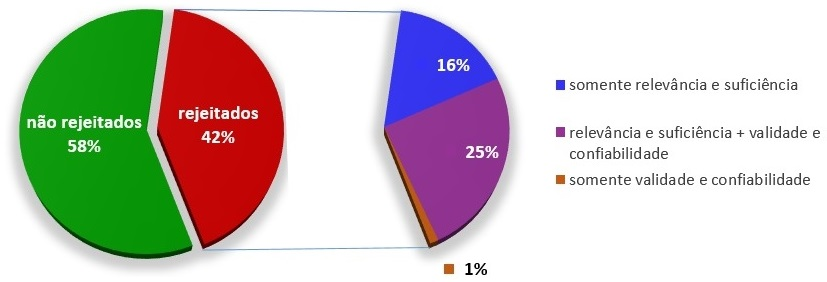 não rejeitados
58%
rejeitados
42%
16%
25%
1%
somente relevância e suficiência
relevância e suficiência + validade e
confiabilidade
somente validade e confiabilidade